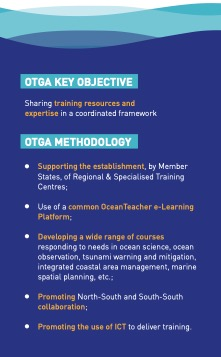 OTGA KEY OBJECTIVE
Sharing training resources and
expertise in a coordinated framework
OTGA METHODOLOGY
• Supporting the establishment, by Member
States, of Regional & Specialised Training
Centres;
• Use of a common OceanTeacher e-Learning
Platform;
• Developing a wide range of courses
responding to needs in ocean science, ocean
observation, tsunami warning and mitigation,
integrated coastal area management, marine
spatial planning, etc.;
• Promoting North-South and South-South
collaboration;
• Promoting the use of ICT to deliver training.